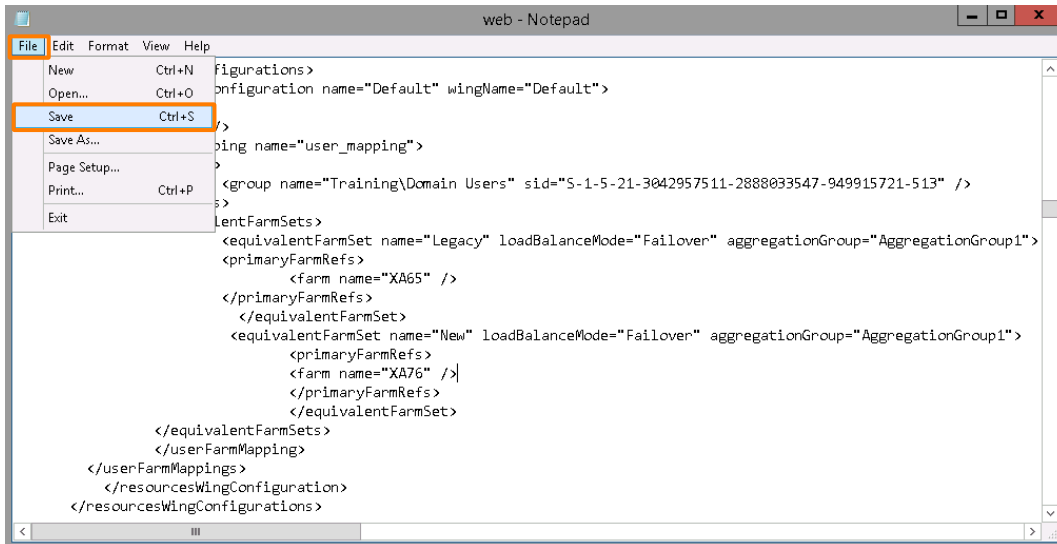 web - Notepad
File Edit Format View Help
New Ctrl+N
Open... Ctrl+O
Save Ctrl+S
Save As...
Page Setup...
Print... Ctrl+P
Exit
figurations>
onfiguration name="Default" wingName="Default">
/>
ping name="user_mapping">
>
<group name="Training\Domain Users" sid="S-1-5-21-3042957511-2888033547-949915721-513" />
s>
lentFarmSets>
<equivalentFarmSet name="Legacy" loadBalanceMode="Failover" aggregationGroup="AggregationGroup1">
<primaryFarmRefs>
<farm name="XA65" />
</primaryFarmRefs>
</equivalentFarmSet>
<equivalentFarmSet name="New" loadBalanceMode="Failover" aggregationGroup="AggregationGroup1">
<primaryFarmRefs>
<farm name="XA76" />
</primaryFarmRefs>
</equivalentFarmSet>
</equivalentFarmSets>
</userFarmMapping>
</userFarmMappings>
</resourcesWingConfiguration>
</resourcesWingConfigurations>